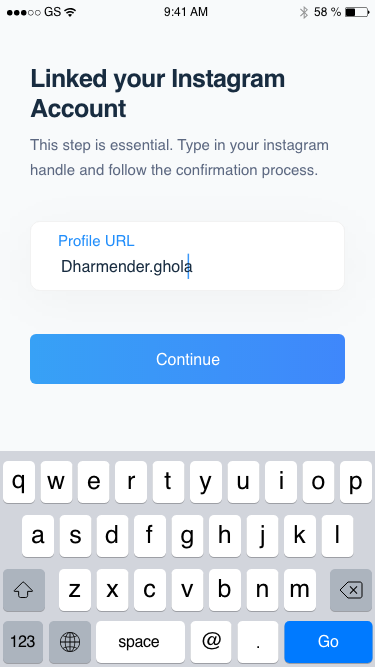 GS 9:41 AM 58 %
Linked your Instagram
Account
This step is essential. Type in your instagram
handle and follow the confirmation process.
Profile URL
Dharmender.ghola
Continue
q w e r t y u i o p
a s d f g h j k l
z x c v b n m
123 space @ . Go